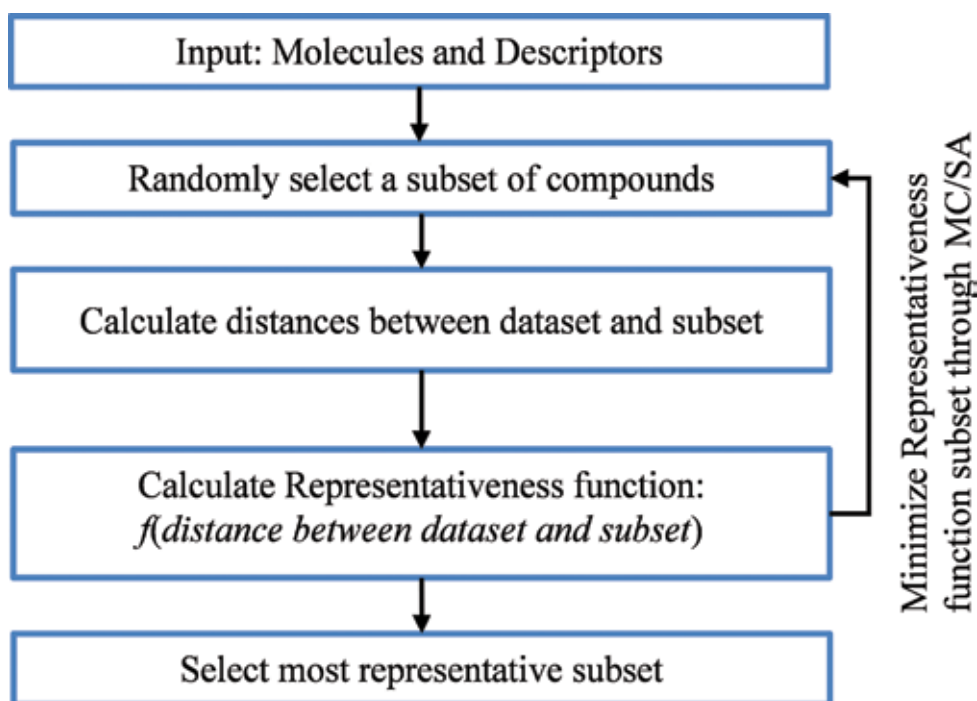 Input: Molecules and Descriptors
Randomly select a subset of compounds
Calculate distances between dataset and subset
Calculate Representativeness function:
f(distance between dataset and subset)
Select most representative subset
Minimize Representativeness
function subset through MC/SA